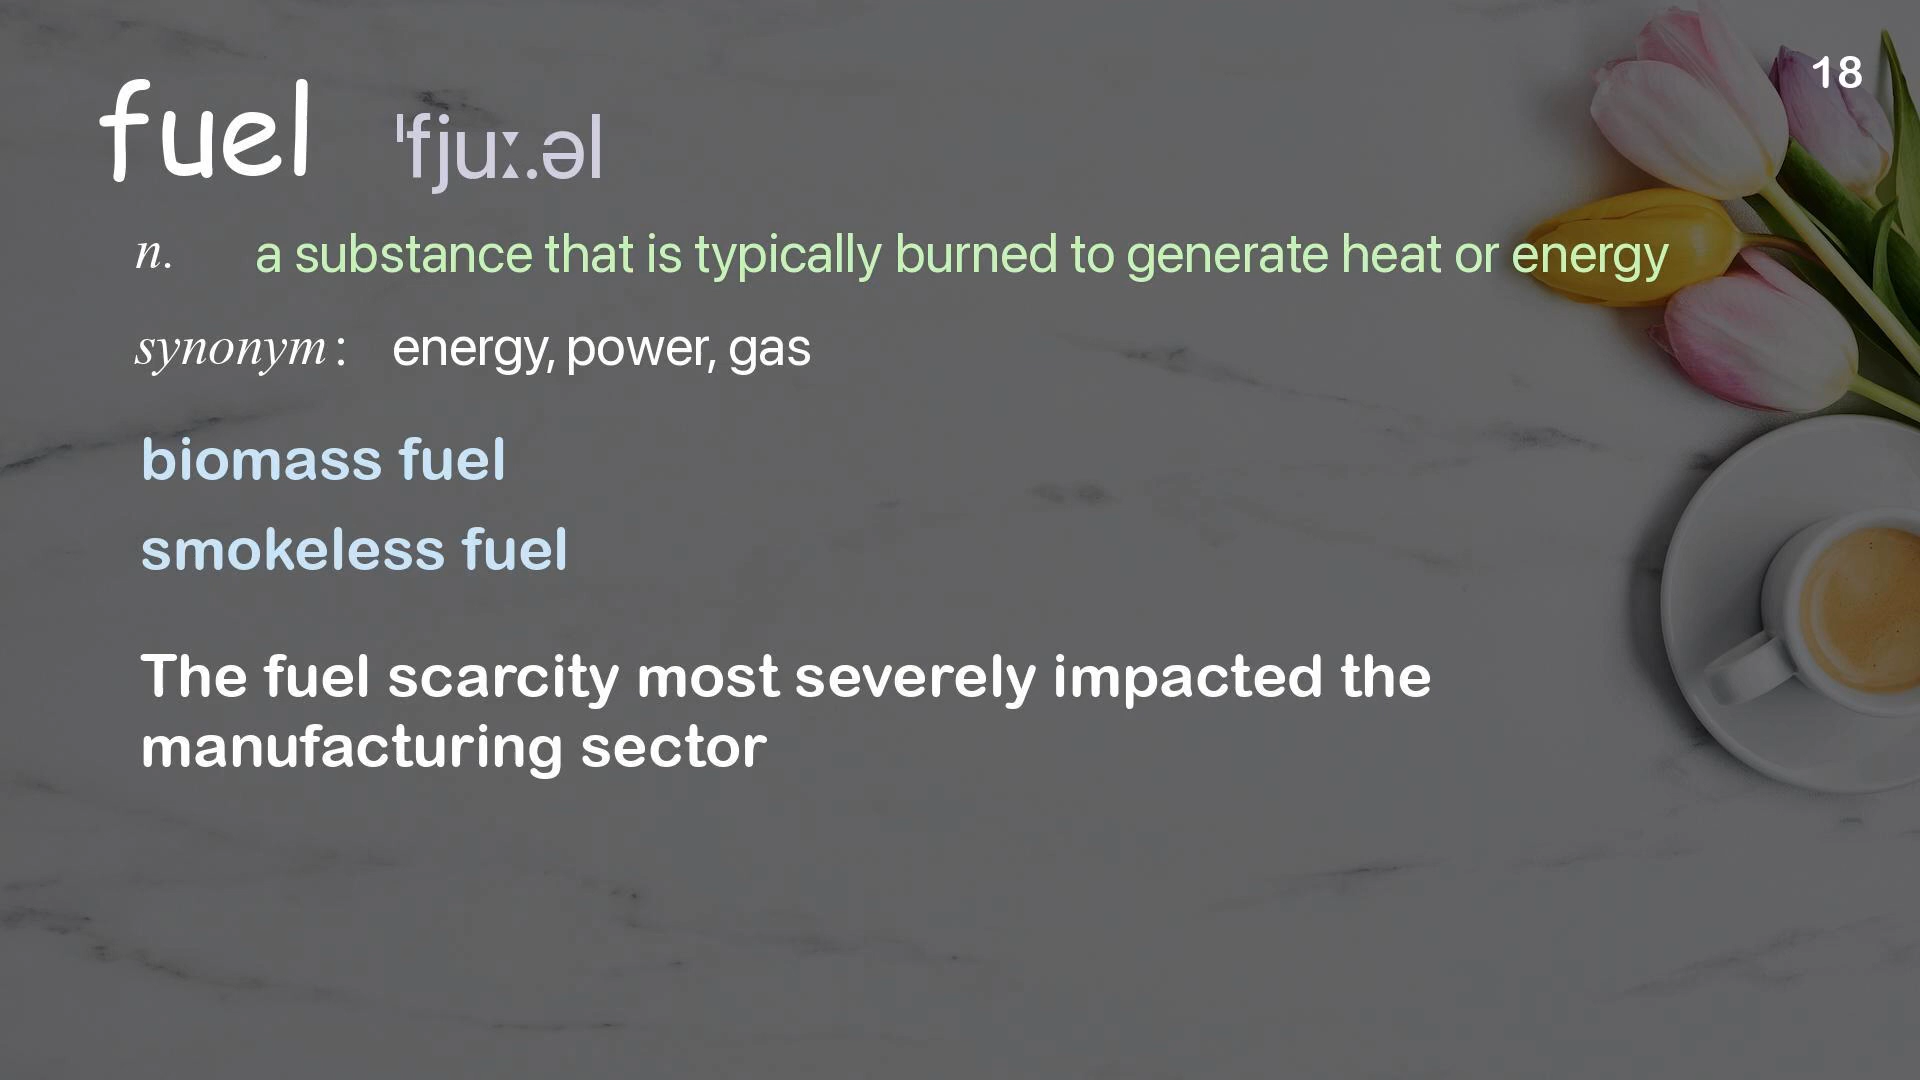 18
fuel ˈfjuː.əl
n. a substance that is typically burned to generate heat or energy
synonym: energy, power, gas
biomass fuel
smokeless fuel
The fuel scarcity most severely impacted the
manufacturing sector